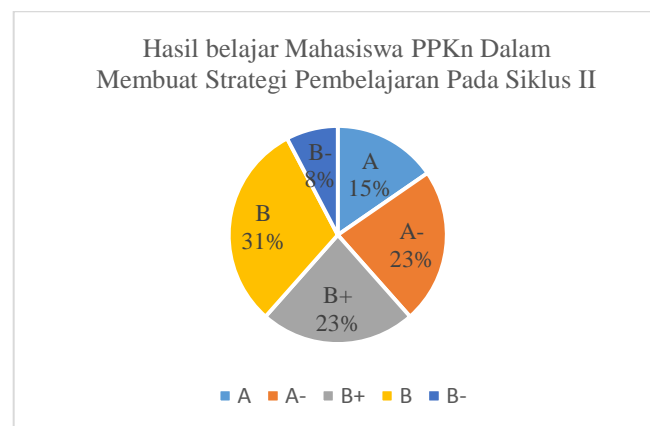 Hasil belajar Mahasiswa PPKn Dalam
Membuat Strategi Pembelajaran Pada Siklus II
A
15%
A-
23%
B+
23%
B
31%
B-
8%
A
A-
B+
B
B-